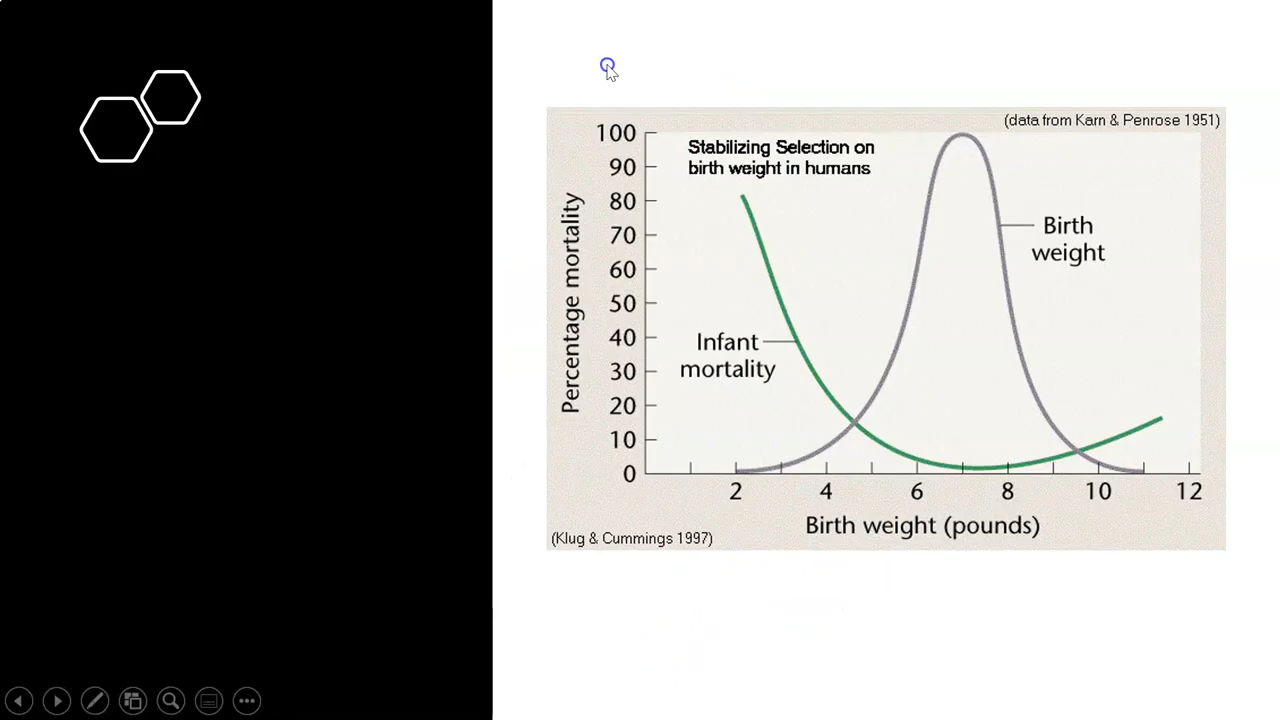 (data from Karn & Penrose 1951)
Stabilizing Selection on
birth weight in humans
Percentage mortality
100
90
80
70
60
50
40
30
20
10
0
Birth
weight
Infant
mortality
2 4 6 8 10 12
Birth weight (pounds)
(Klug & Cummings 1997)